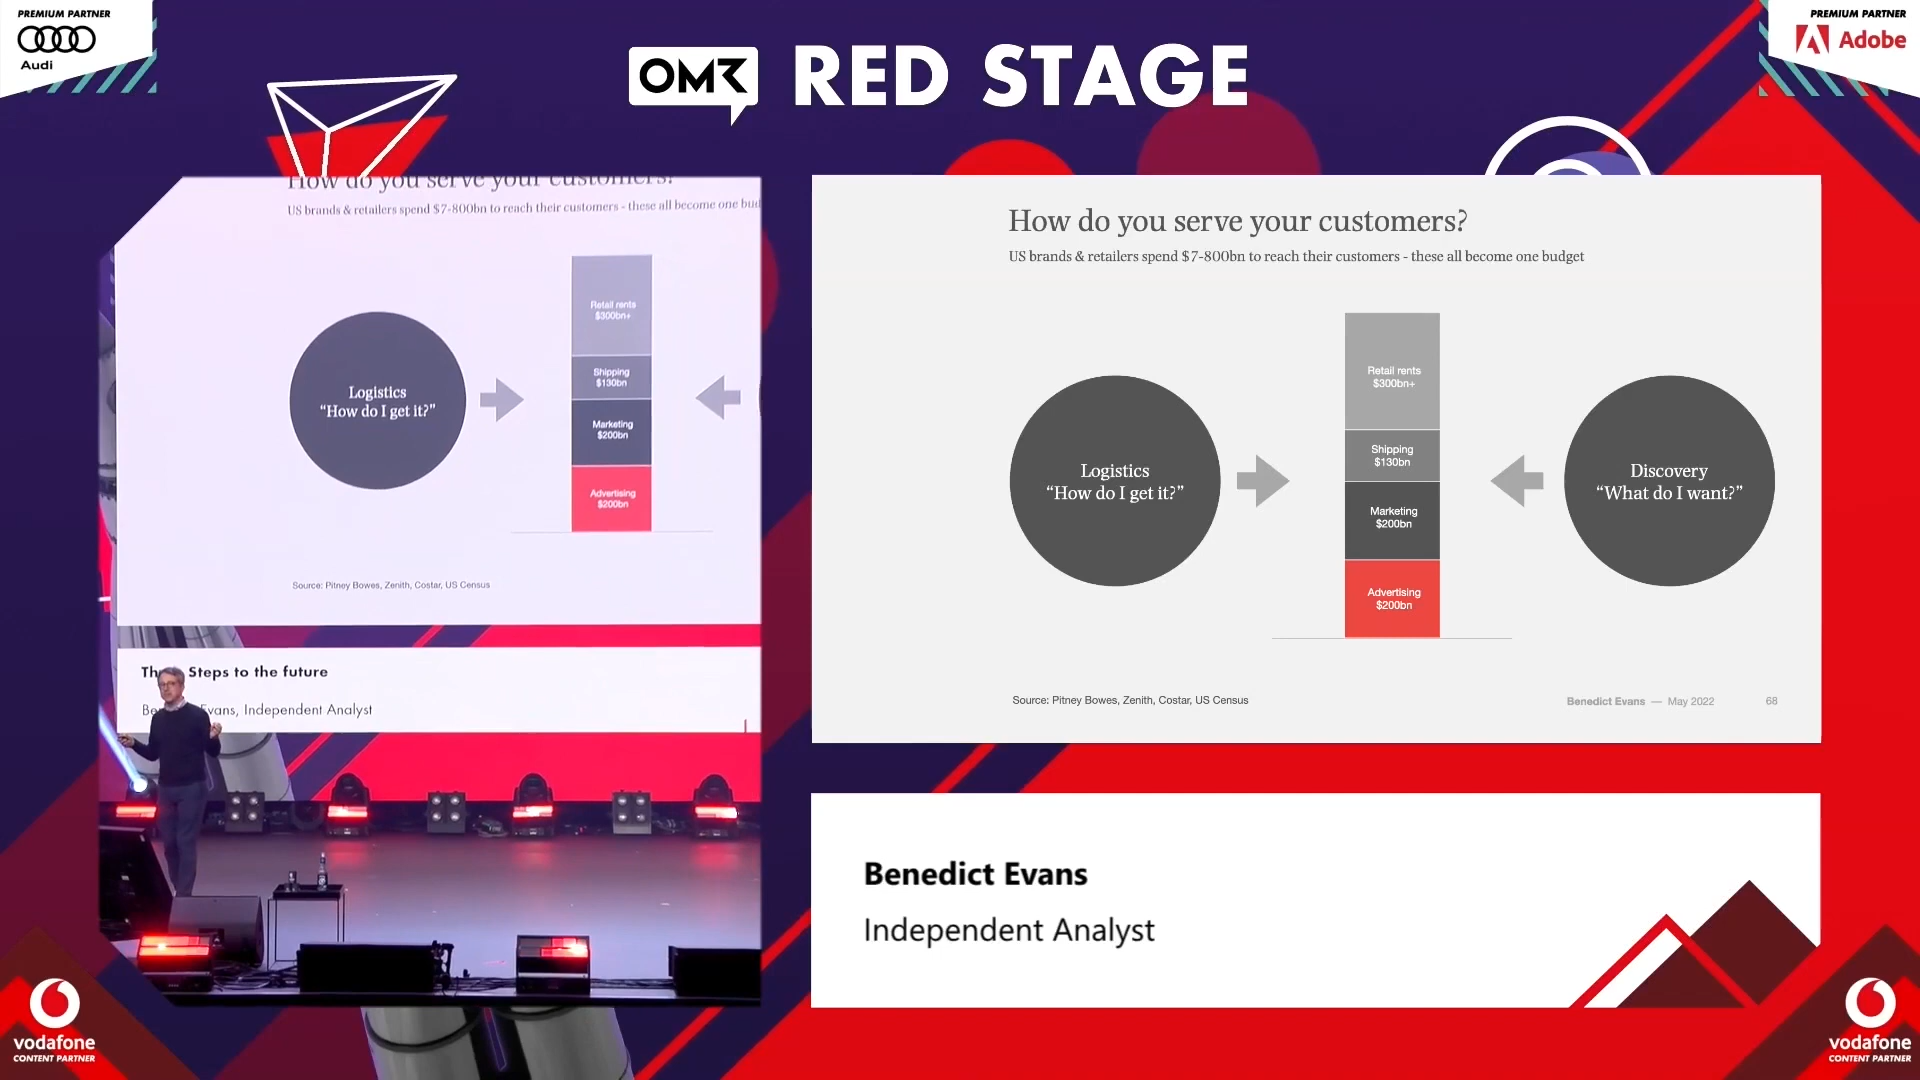 PREMIUM PARTNER
Audi
OMR RED STAGE
PREMIUM PARTNER
Adobe
How do you serve your customers?
US brands & retailers spend $7-800bn to reach their customers - these all become one bud
Retail rents
$300bn+
Shipping
$130bn
Marketing
$200bn
Advertising
$200bn
Logistics
“How do I get it?”
Source: Pitney Bowes, Zenith, Costar, US Census
Th Steps to the future
Be Evans, Independent Analyst
How do you serve your customers?
US brands & retailers spend $7-800bn to reach their customers - these all become one budget
Logistics
“How do I get it?”
Retail rents
$300bn+
Shipping
$130bn
Marketing
$200bn
Advertising
$200bn
Discovery
“What do I want?”
Source: Pitney Bowes, Zenith, Costar, US Census
Benedict Evans — May 2022
68
Benedict Evans
Independent Analyst
vodafone
CONTENT PARTNER
vodafone
CONTENT PARTNER